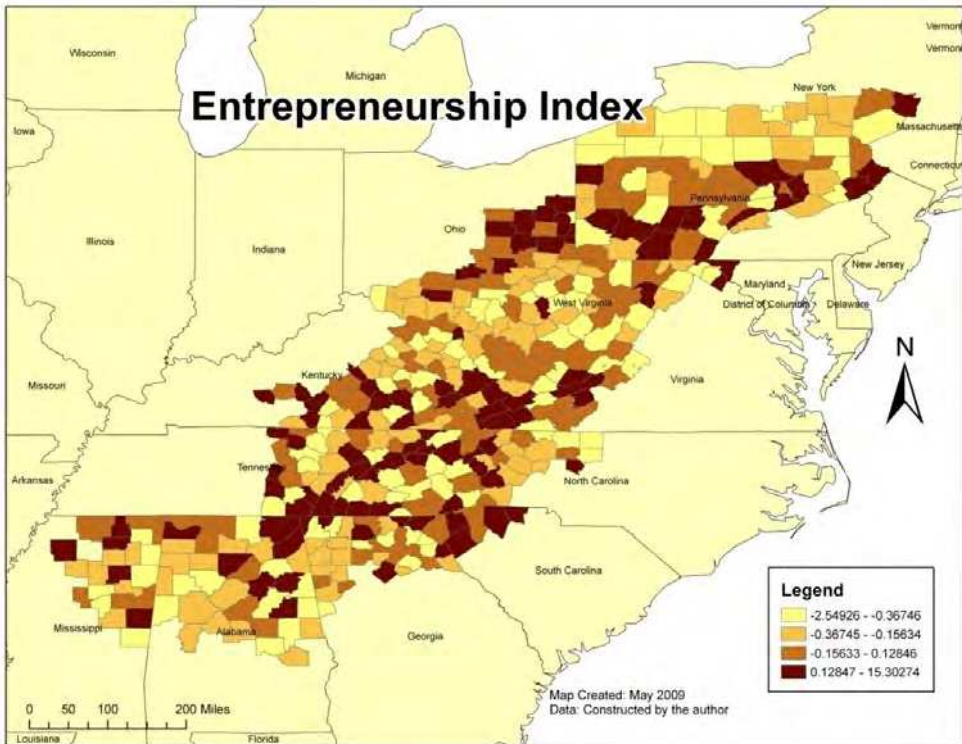 Vermont
Wisconsin
Vermont
Michigan
New York
Entrepreneurship Index
Iowa
Massachusett
Connecticut
Pennsylvania
Ohio
Illinois
Indiana
New Jersey
Maryland
West Virginia
District of Columbia
Delaware
N
Kentucky
Virginia
Missouri
Tenness
Arkansas
North Carolina
South Carolina
Legend
-2.54926 - -0.36746
-0.36745 - -0.15634
-0.15633 - 0.12846
0.12847 - 15.30274
Mississippi
Alabama
Georgia
Map Created: May 2009
Data: Constructed by the author
0 50 100 200 Miles
Louisiana
Florida